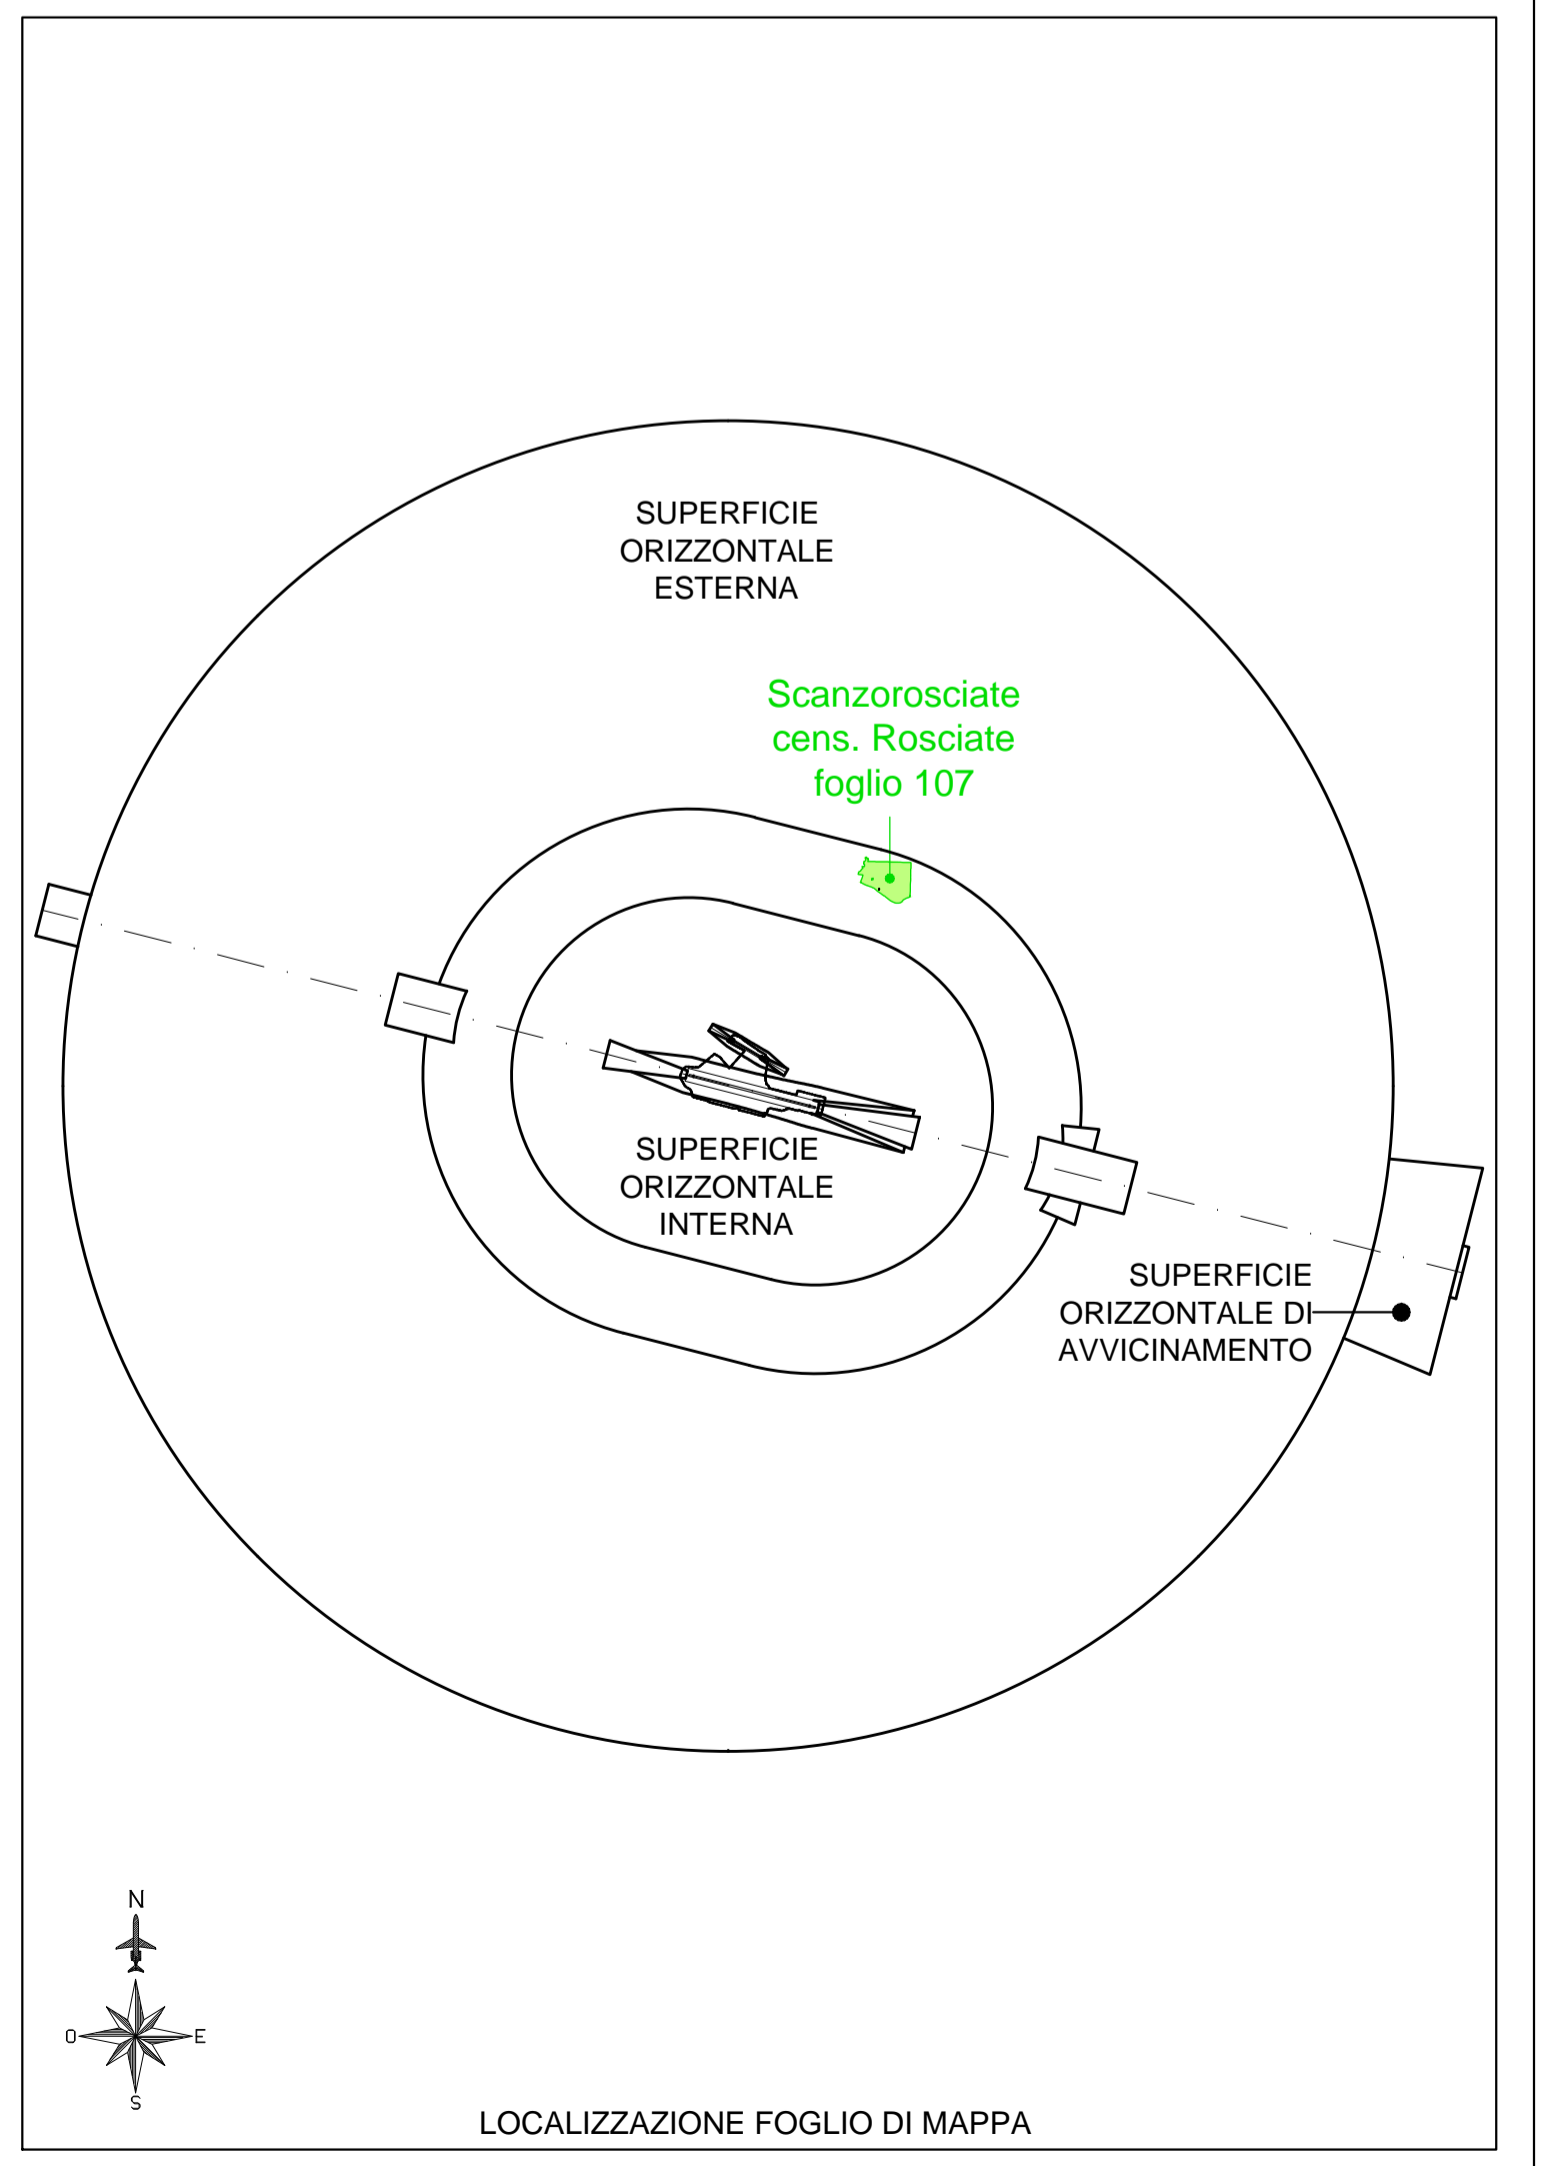 SUPERFICIE
ORIZZONTALE
ESTERNA
Scanzorosciate
cens. Rosciate
foglio 107
SUPERFICIE
ORIZZONTALE
INTERNA
SUPERFICIE
ORIZZONTALE DI
AVVICINAMENTO
N
O
E
S
LOCALIZZAZIONE FOGLIO DI MAPPA